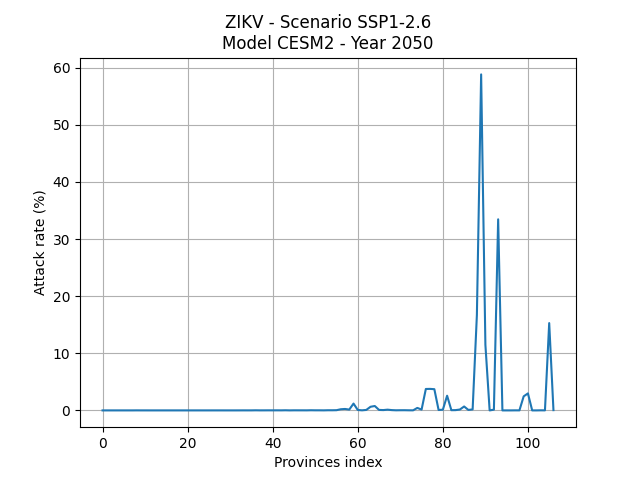 ZIKV - Scenario SSP1-2.6
Model CESM2 - Year 2050
60
50
40
30
20
10
0
Attack rate (%)
0 20 40 60 80 100
Provinces index